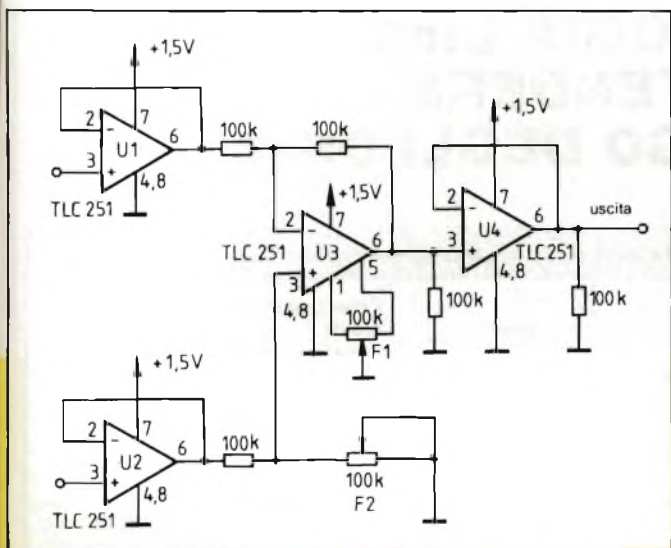 +1,5V
2
7
−
6
U1
3
+
4,8
TLC 251
100k
100k
+1,5V
2
7
−
6
TLC 251
U3
5
3
+
1
4,8
100k
F1
100k
+1,5V
2
7
−
6
uscita
U4
3
+
TLC251
4,8
100k
+1,5V
2
7
−
6
U2
3
+
4,8
TLC 251
100k
100k
F2